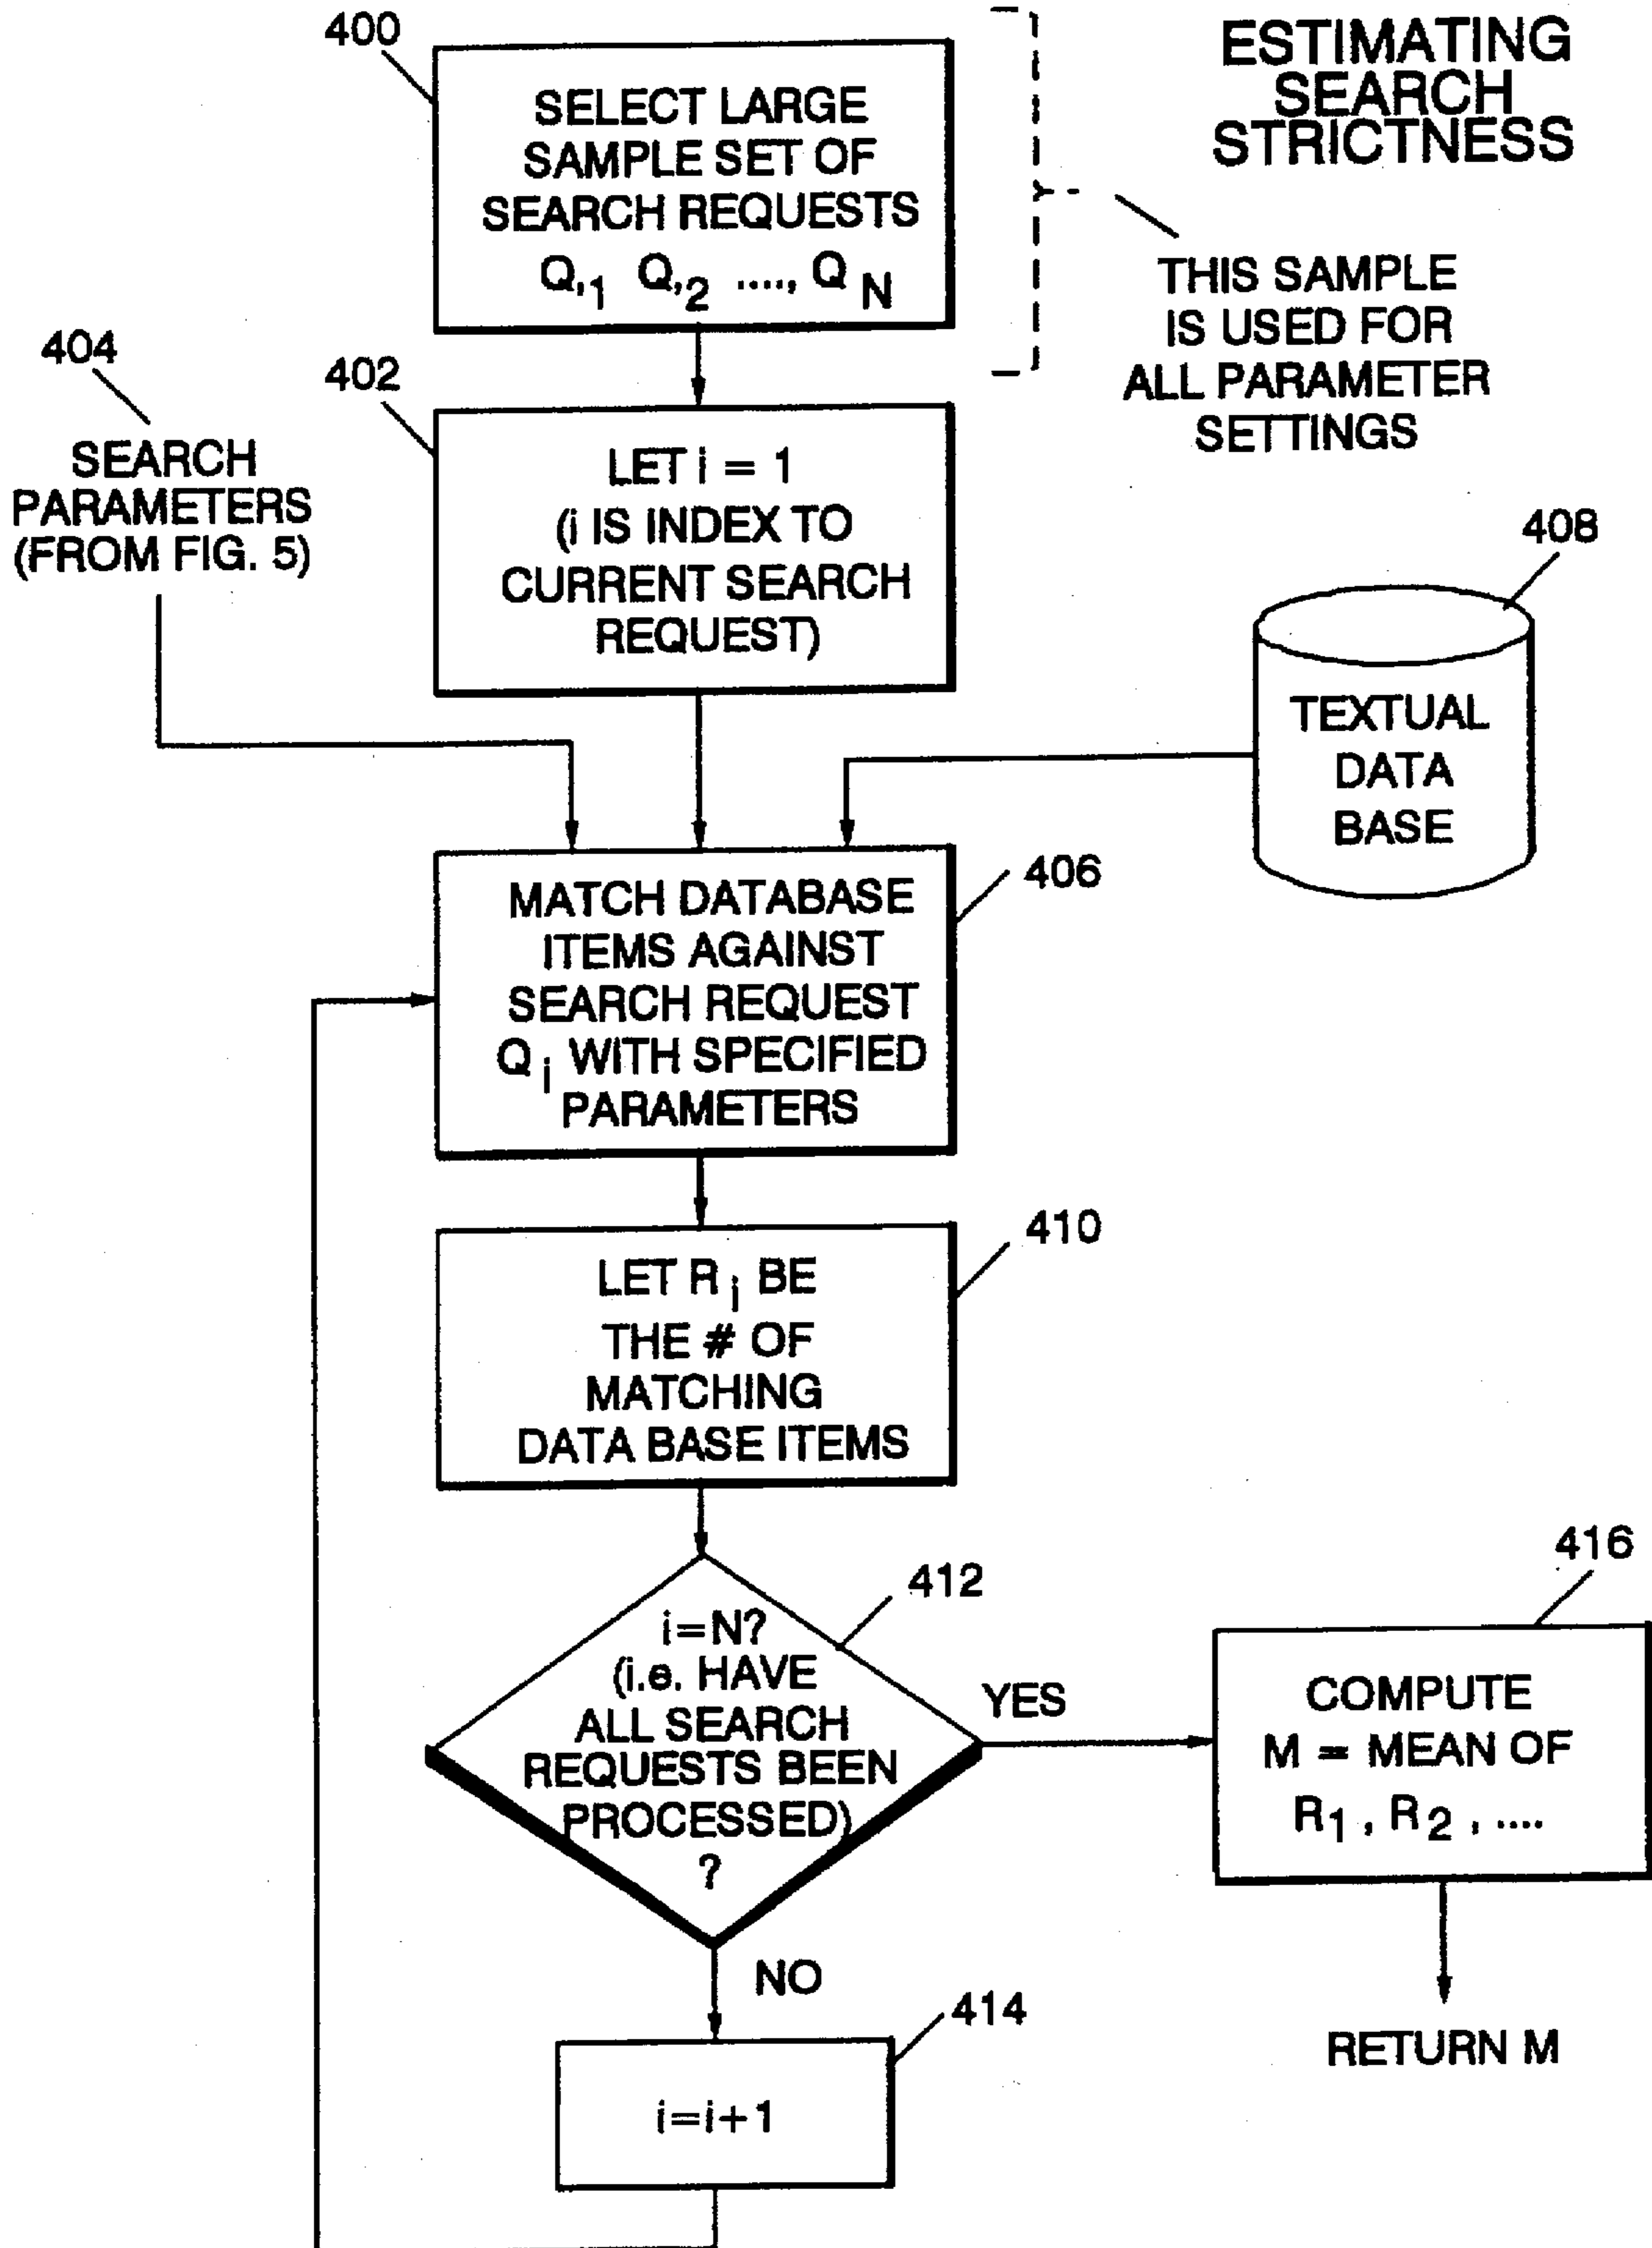 400
SELECT LARGE
SAMPLE SET OF
SEARCH REQUESTS
Q,1 Q,2 ...., Q N
ESTIMATING
SEARCH
STRICTNESS
THIS SAMPLE
IS USED FOR
ALL PARAMETER
SETTINGS
404
SEARCH
PARAMETERS
(FROM FIG. 5)
402
LET i = 1
(i IS INDEX TO
CURRENT SEARCH
REQUEST)
408
TEXTUAL
DATA
BASE
406
MATCH DATABASE
ITEMS AGAINST
SEARCH REQUEST
Q i WITH SPECIFIED
PARAMETERS
410
LET R i BE
THE # OF
MATCHING
DATA BASE ITEMS
412
i=N?
(i.e. HAVE
ALL SEARCH
REQUESTS BEEN
PROCESSED)
?
YES
416
COMPUTE
M = MEAN OF
R1 , R2 , ....
RETURN M
NO
414
i=i+1